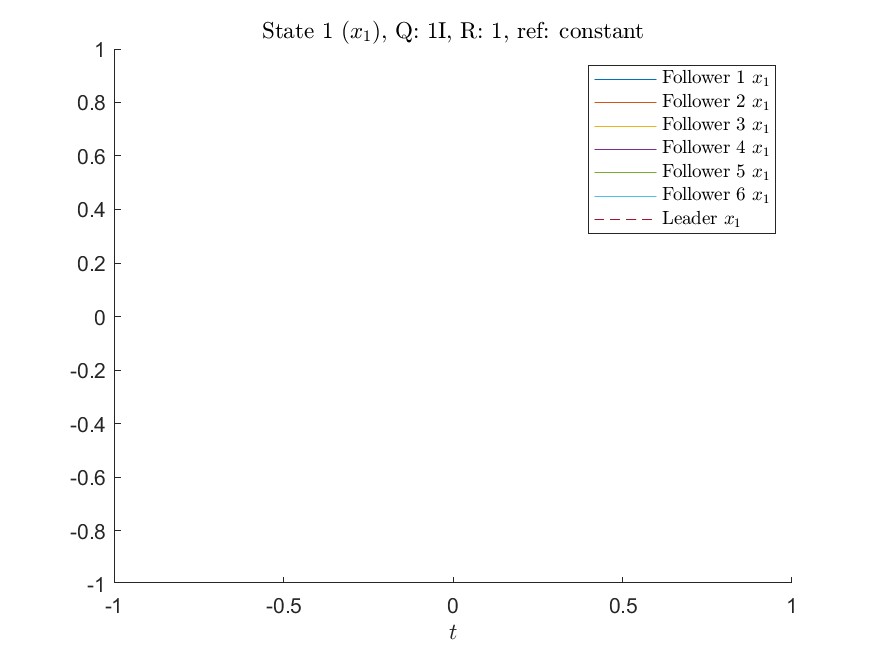 State 1 (x₁), Q: 1I, R: 1, ref: constant
1
0.8
0.6
0.4
0.2
0
-0.2
-0.4
-0.6
-0.8
-1
Follower 1 x₁
Follower 2 x₁
Follower 3 x₁
Follower 4 x₁
Follower 5 x₁
Follower 6 x₁
Leader x₁
-1 -0.5 0 0.5 1
t